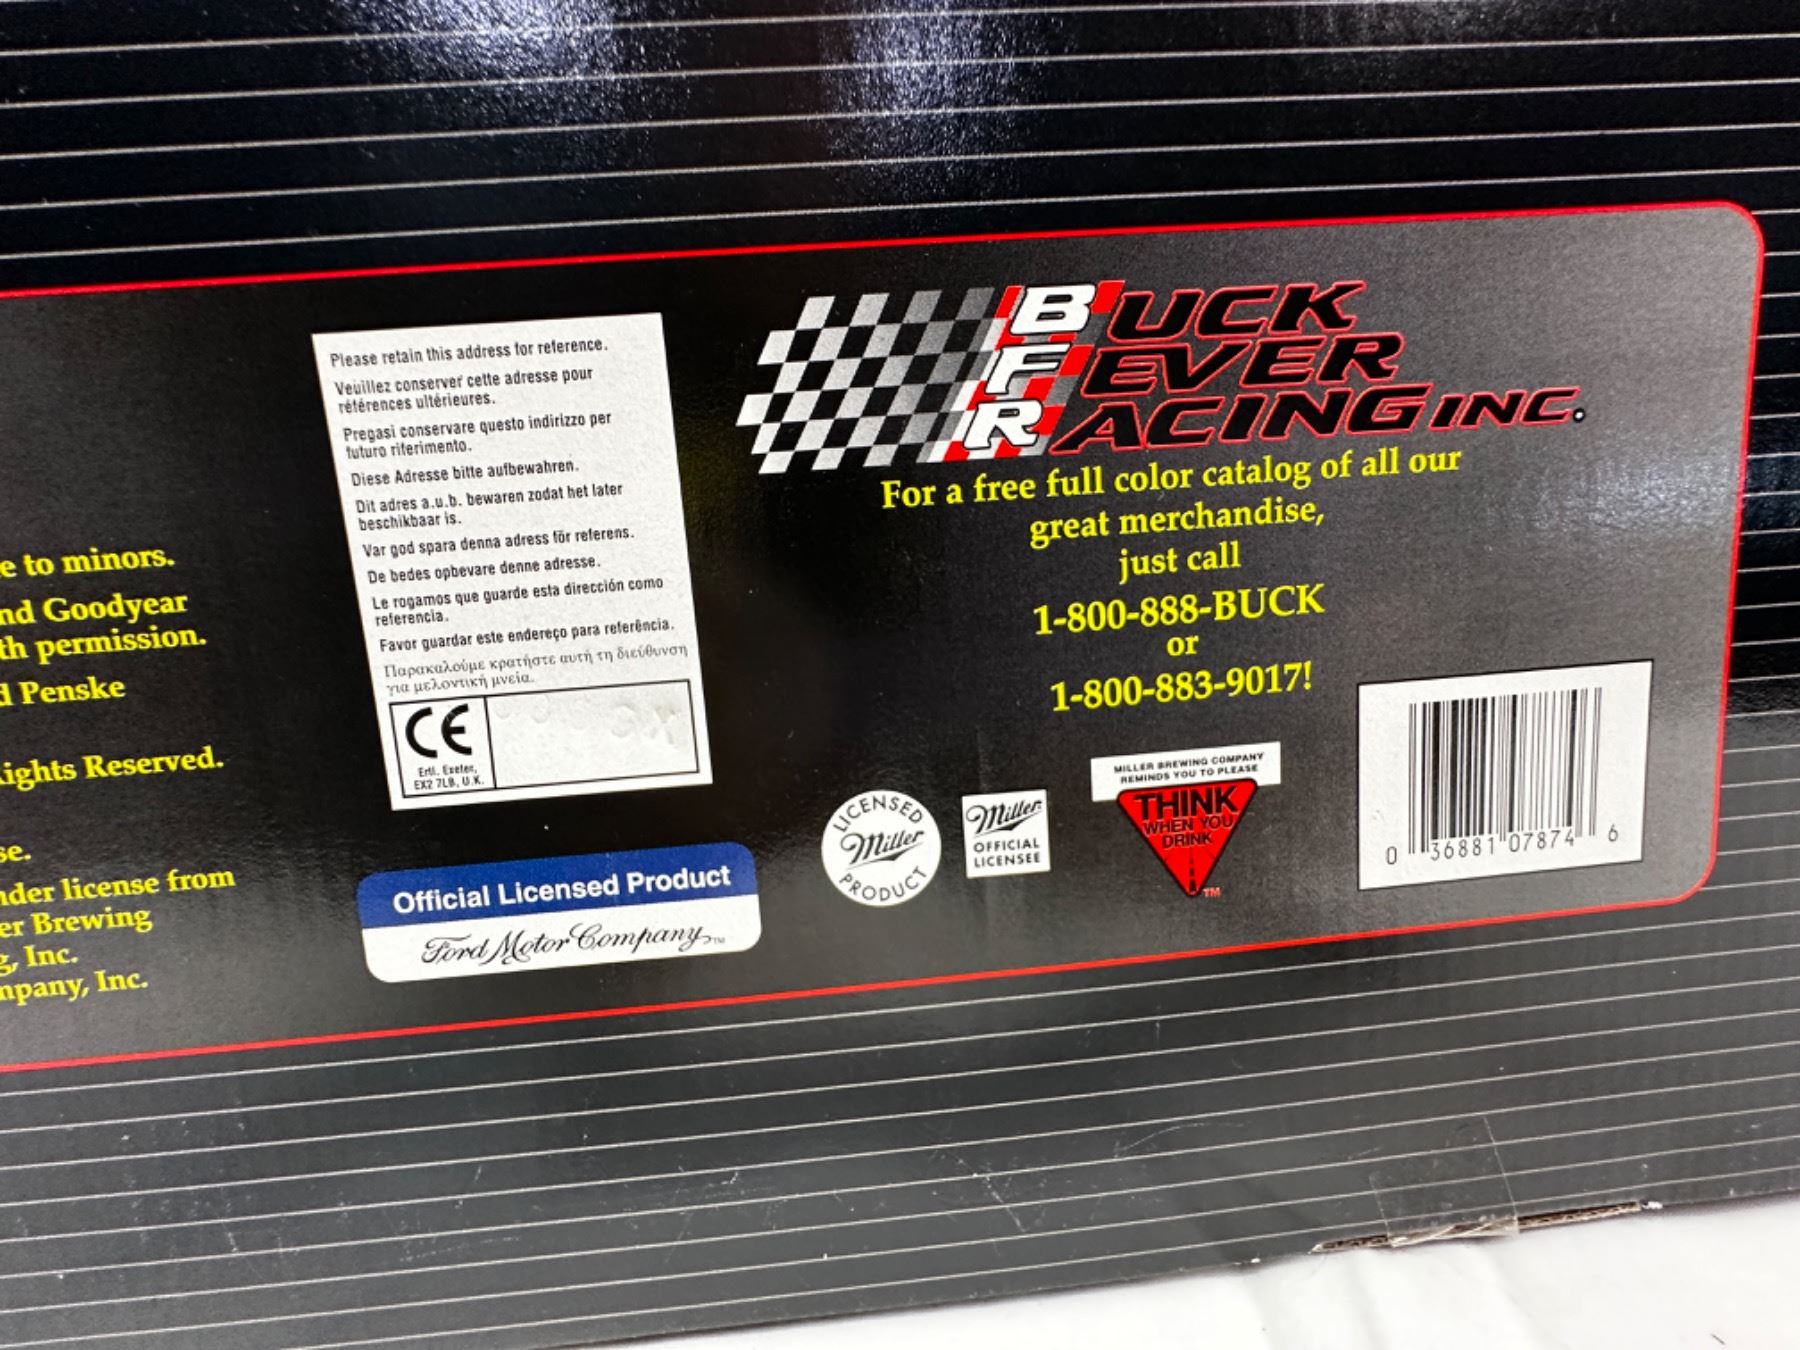 e to minors.
nd Goodyear
th permission.
d Penske
ights Reserved.
se.
nder license from
er Brewing
g, Inc.
mpany, Inc.
Please retain this address for reference.
Veuillez conserver cette adresse pour
références ultérieures.
Pregasi conservare questo indirizzo per
futuro riferimento.
Diese Adresse bitte aufbewahren.
Dit adres a.u.b. bewaren zodat het later
beschikbaar is.
Var god spara denna adress för referens.
De bedes opbevare denne adresse.
Le rogamos que guarde esta dirección como
referencia.
Favor guardar este endereço para referência.
Παρακαλούμε κρατήστε αυτή τη διεύθυνση
για μελοντική μνεία.
CE
Ertl, Exeter,
EX2 7LB, U.K.
Official Licensed Product
Ford Motor Company™
BUCK
FEVER
RACING INC.
For a free full color catalog of all our
great merchandise,
just call
1-800-888-BUCK
or
1-800-883-9017!
LICENSED
Miller
PRODUCT
Miller
OFFICIAL
LICENSEE
MILLER BREWING COMPANY
REMINDS YOU TO PLEASE
THINK
WHEN YOU
DRINK
™
0 36881 07874 6